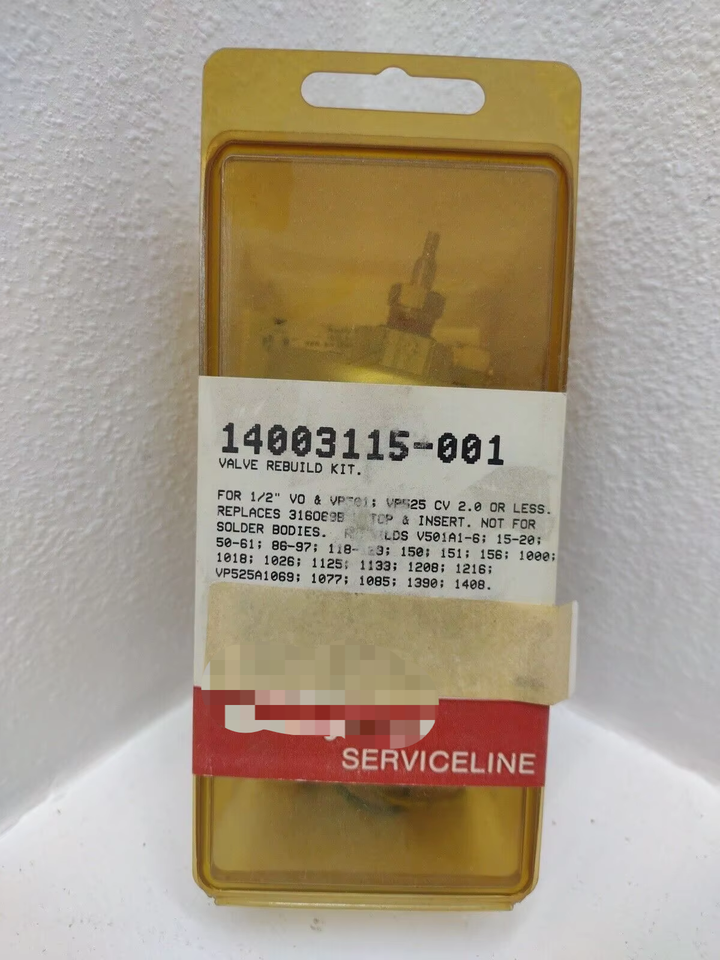 14003115-001
VALVE REBUILD KIT.
FOR 1/2" VO & VP501; VP525 CV 2.0 OR LESS.
REPLACES TOP & INSERT. NOT FOR
SOLDER BODIES. V501A1-6; 15-20;
50-61; 86-97; 150; 151; 156; 1000;
1018; 1026; 1125; 1133; 1208; 1216;
VP525A1069; 1077; 1085; 1390; 1408.
SERVICELINE